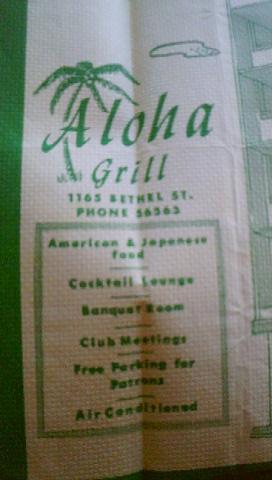 Aloha
Grill
1165 BETHEL ST.
PHONE 56363
American & Japanese
food
Cocktail Lounge
Banquet Room
Club Meetings
Free Parking for
Patrons
Air Conditioned